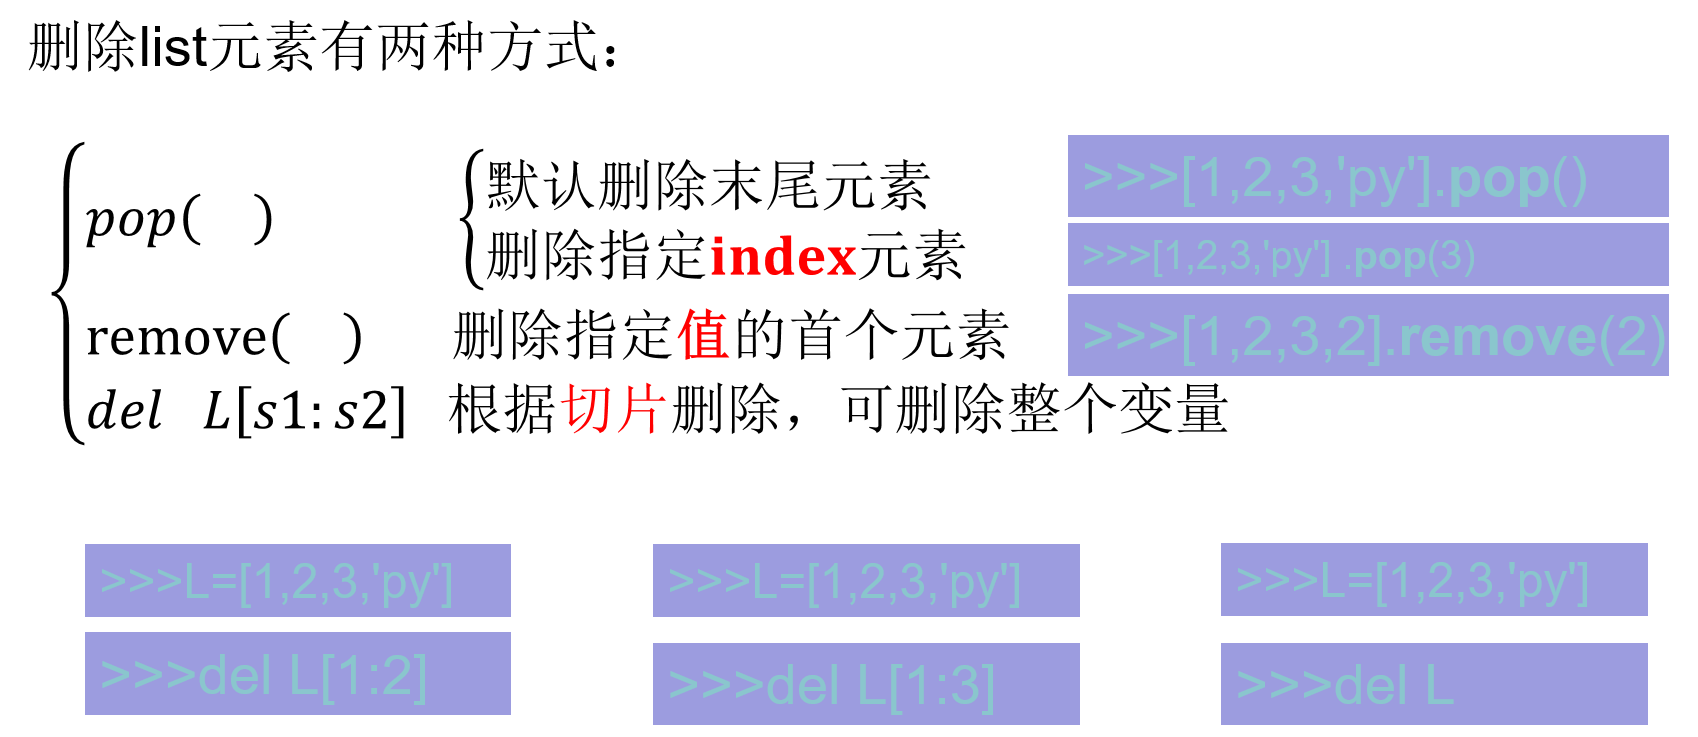 删除list元素有两种方式：
pop( )
默认删除末尾元素
删除指定index元素
>>>[1,2,3,'py'].pop()
>>>[1,2,3,'py'] .pop(3)
remove( ) 删除指定值的首个元素
>>>[1,2,3,2].remove(2)
del L[s1:s2] 根据切片删除，可删除整个变量
>>>L=[1,2,3,'py']
>>>del L[1:2]
>>>L=[1,2,3,'py']
>>>del L[1:3]
>>>L=[1,2,3,'py']
>>>del L